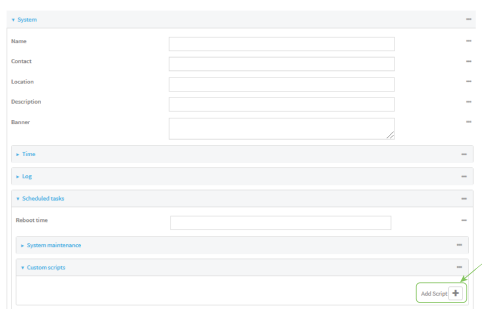 System
Name
Contact
Location
Description
Banner
Time
Log
Scheduled tasks
Reboot time
System maintenance
Custom scripts
Add Script